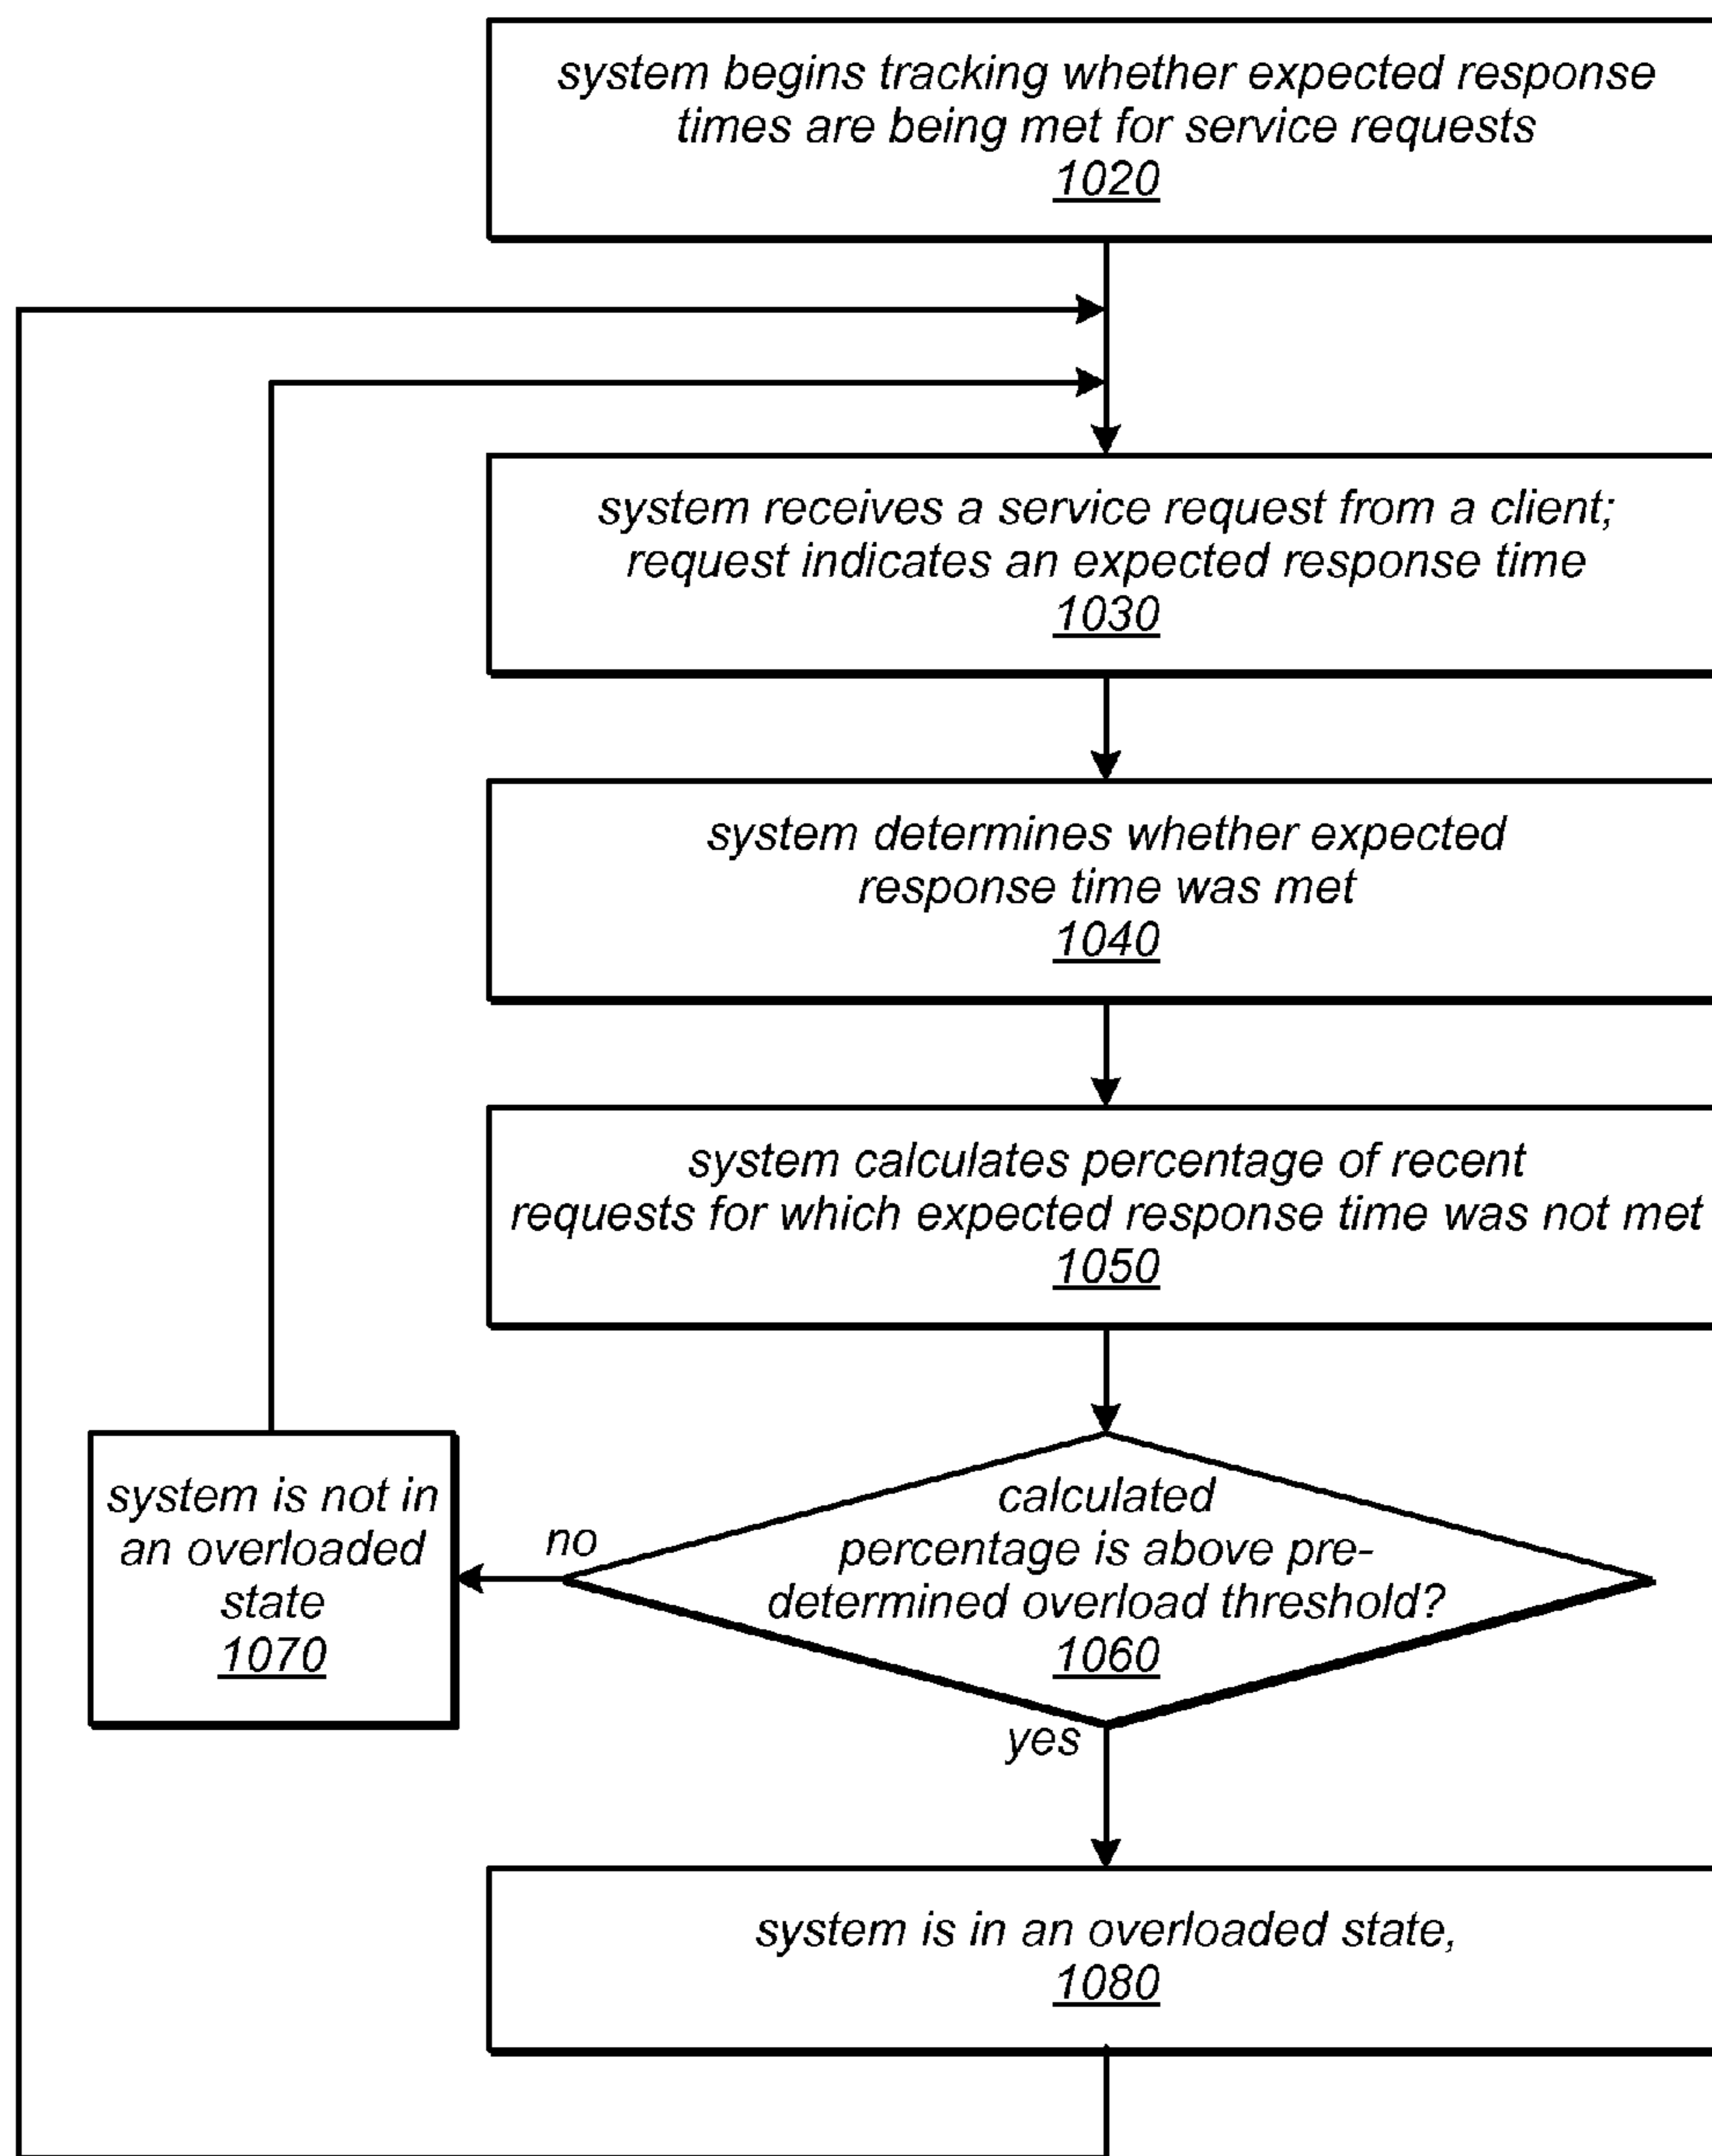 system begins tracking whether expected response
times are being met for service requests
1020
system receives a service request from a client;
request indicates an expected response time
1030
system determines whether expected
response time was met
1040
system calculates percentage of recent
requests for which expected response time was not met
1050
calculated
percentage is above pre-
determined overload threshold?
1060
no
system is not in
an overloaded
state
1070
yes
system is in an overloaded state,
1080